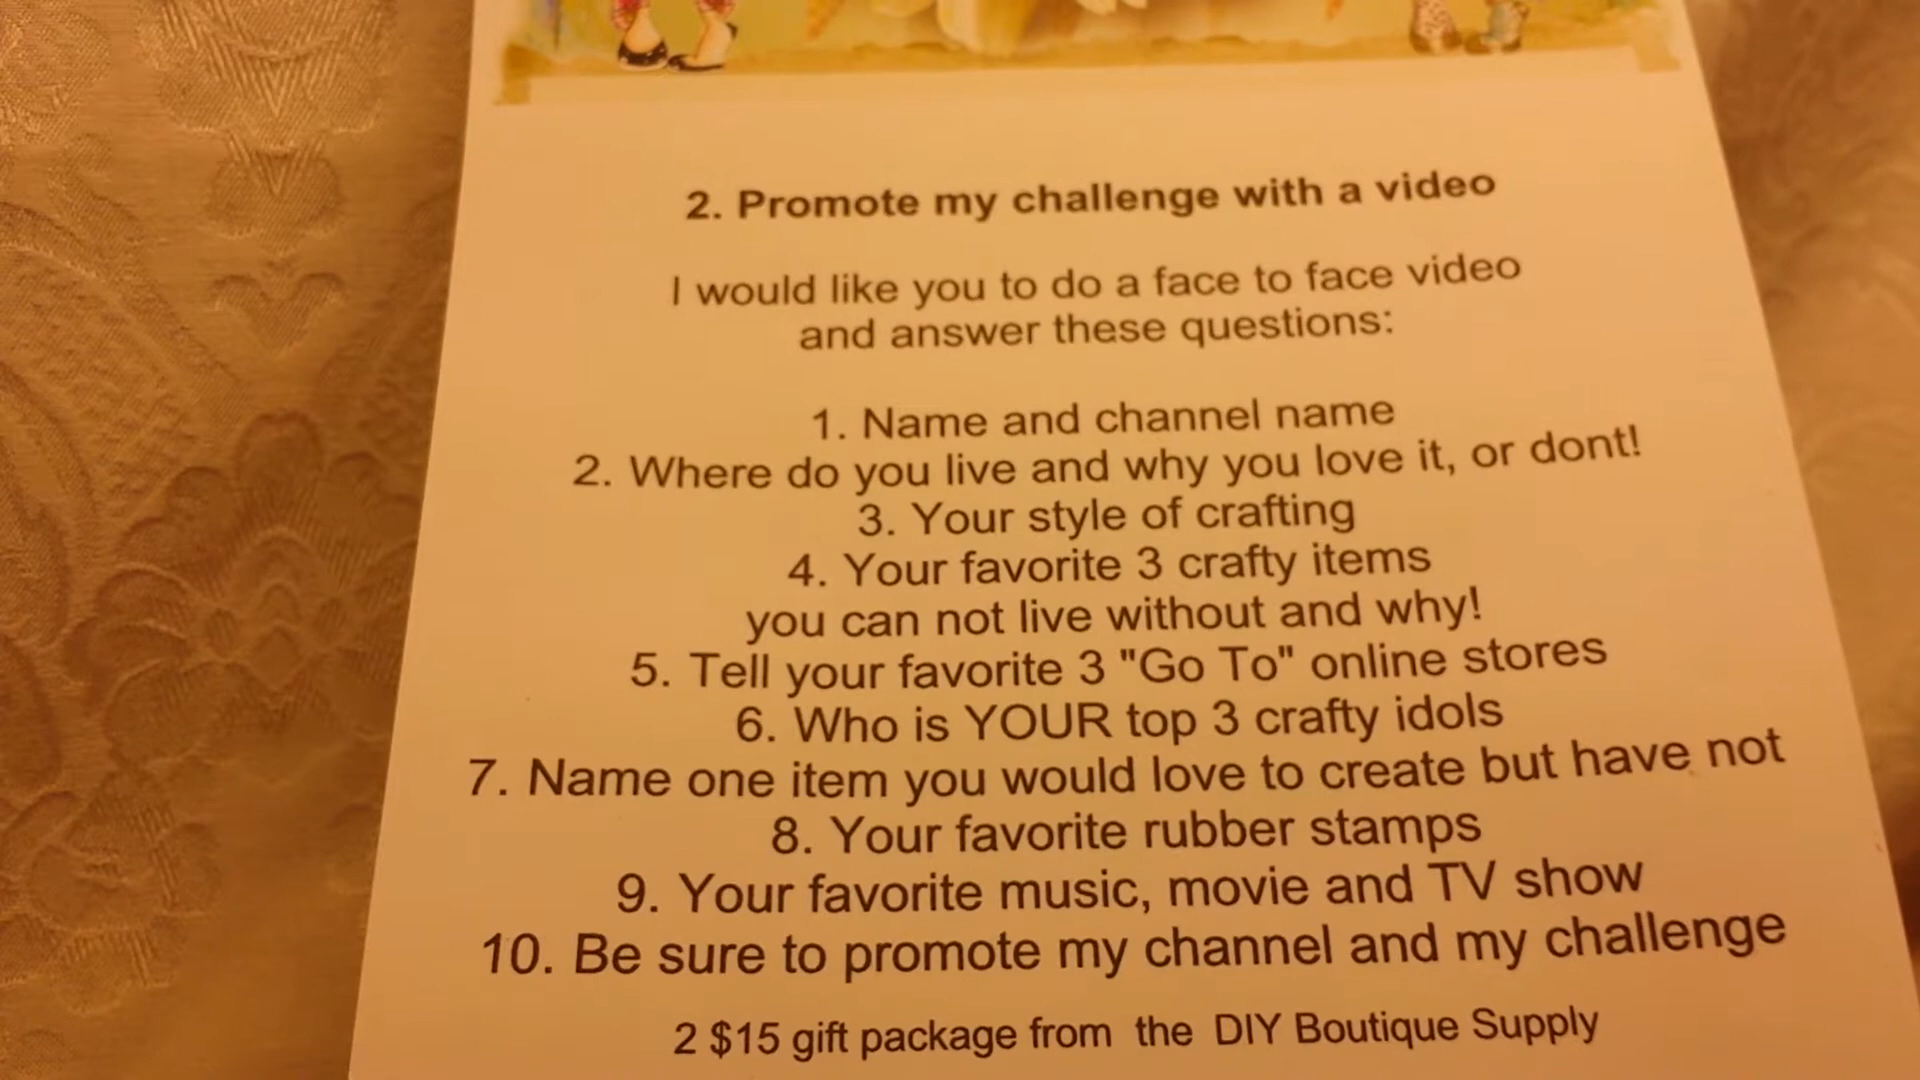 2. Promote my challenge with a video
I would like you to do a face to face video
and answer these questions:
1. Name and channel name
2. Where do you live and why you love it, or dont!
3. Your style of crafting
4. Your favorite 3 crafty items
you can not live without and why!
5. Tell your favorite 3 "Go To" online stores
6. Who is YOUR top 3 crafty idols
7. Name one item you would love to create but have not
8. Your favorite rubber stamps
9. Your favorite music, movie and TV show
10. Be sure to promote my channel and my challenge
2 $15 gift package from the DIY Boutique Supply